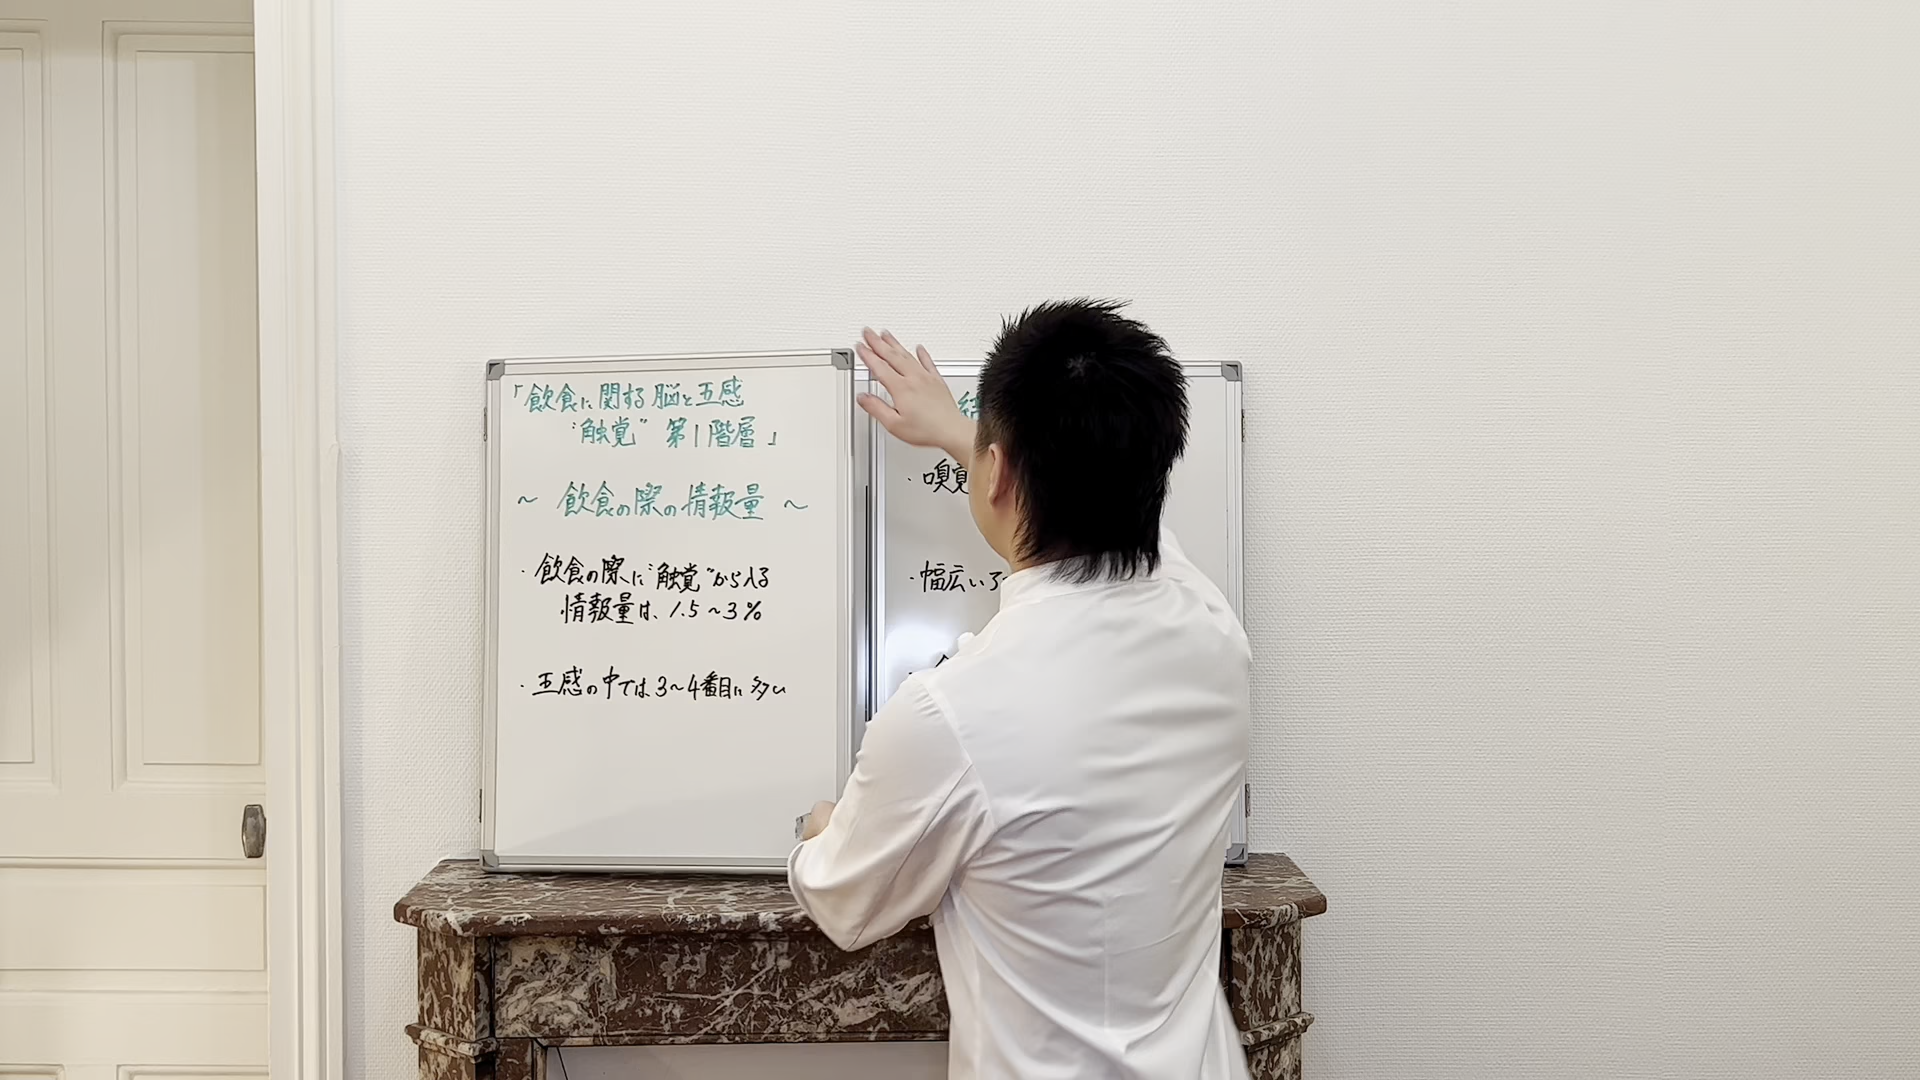 「飲食に関する脳と五感
"触覚" 第1階層」
~ 飲食の際の情報量 ~
・飲食の際に"触覚"から入る
情報量は、1.5~3%
・五感の中では3~4番目に多い
・嗅覚
・幅広い